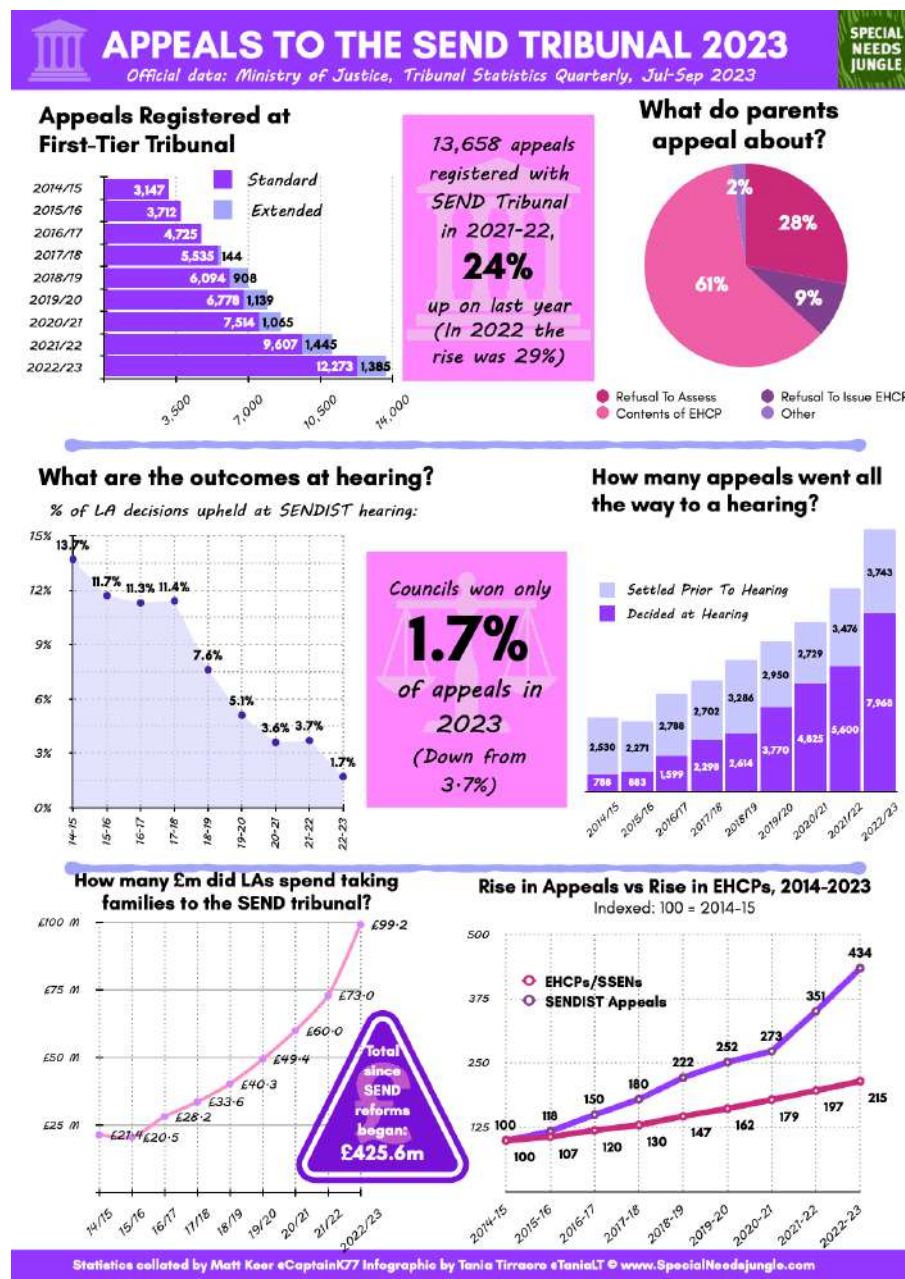 APPEALS TO THE SEND TRIBUNAL 2023
Official data: Ministry of Justice, Tribunal Statistics Quarterly, Jul-Sep 2023
SPECIAL
NEEDS
JUNGLE
Appeals Registered at
First-Tier Tribunal
Standard
Extended
2014/15
3,147
2015/16
3,712
2016/17
4,725
2017/18
5,535 144
2018/19
6,094 908
2019/20
6,778 1,139
2020/21
7,514 1,065
2021/22
9,607 1,445
2022/23
12,273 1,385
3,500
7,000
10,500
14,000
13,658 appeals
registered with
SEND Tribunal
in 2021-22,
24%
up on last year
(In 2022 the
rise was 29%)
What do parents
appeal about?
2%
28%
61%
9%
Refusal To Assess
Refusal To Issue EHCP
Contents of EHCP
Other
What are the outcomes at hearing?
% of LA decisions upheld at SENDIST hearing:
15%
12%
9%
6%
3%
0%
13.7%
11.7%
11.3%
11.4%
7.6%
5.1%
3.6%
3.7%
1.7%
14-15
15-16
16-17
17-18
18-19
19-20
20-21
21-22
22-23
Councils won only
1.7%
of appeals in
2023
(Down from
3·7%)
How many appeals went all
the way to a hearing?
Settled Prior To Hearing
Decided at Hearing
2,530
2,271
2,788
2,702
3,286
2,950
2,729
3,476
3,743
788
883
1,599
2,298
2,614
3,770
4,825
5,600
7,968
2014/15
2015/16
2016/17
2017/18
2018/19
2019/20
2020/21
2021/22
2022/23
How many £m did LAs spend taking
families to the SEND tribunal?
£100 m
£75 m
£50 m
£25 m
£21·4
£20·5
£28·2
£33·6
£40·3
£49·4
£60·0
£73·0
£99·2
14/15
15/16
16/17
17/18
18/19
19/20
20/21
21/22
2022/23
Total
since
SEND
reforms
began:
£425.6m
Rise in Appeals vs Rise in EHCPs, 2014-2023
Indexed: 100 = 2014-15
EHCPs/SSENs
SENDIST Appeals
500
375
250
125
100
118
150
180
222
252
273
351
434
100
107
120
130
147
162
179
197
215
2014-15
2015-16
2016-17
2017-18
2018-19
2019-20
2020-21
2021-22
2022-23
Statistics collated by Matt Keer @CaptainK77 Infographic by Tania Tirraoro @TaniaLT © www.SpecialNeedsjungle.com